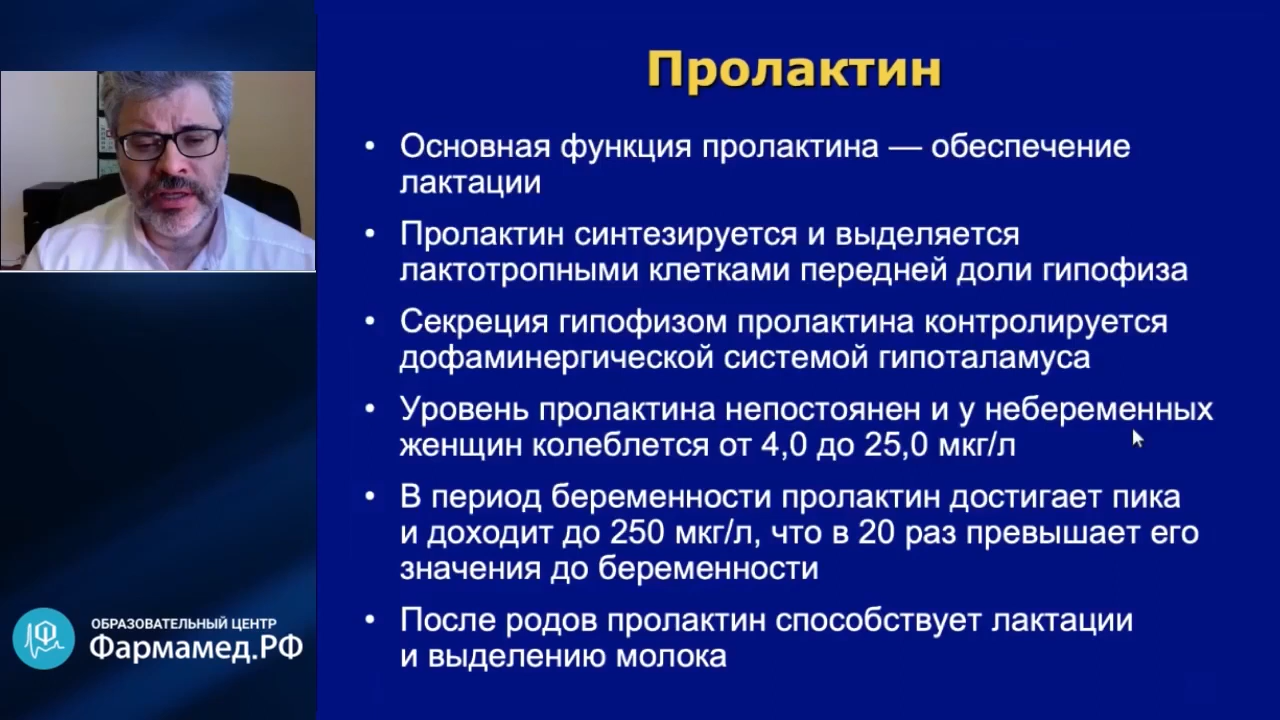 Пролактин
• Основная функция пролактина — обеспечение
лактации
• Пролактин синтезируется и выделяется
лактотропными клетками передней доли гипофиза
• Секреция гипофизом пролактина контролируется
дофаминергической системой гипоталамуса
• Уровень пролактина непостоянен и у небеременных
женщин колеблется от 4,0 до 25,0 мкг/л
• В период беременности пролактин достигает пика
и доходит до 250 мкг/л, что в 20 раз превышает его
значения до беременности
• После родов пролактин способствует лактации
и выделению молока
ОБРАЗОВАТЕЛЬНЫЙ ЦЕНТР
Фармамед.РФ